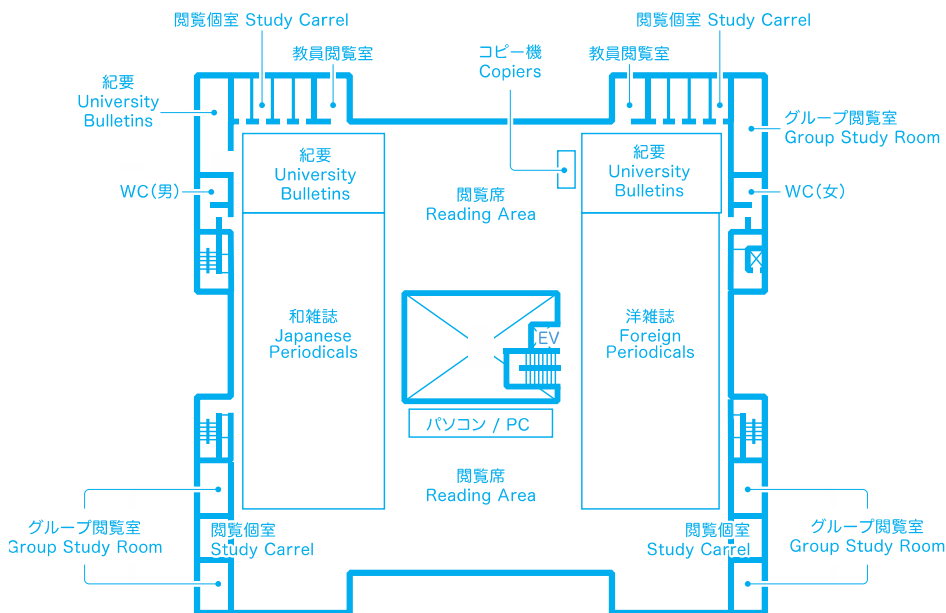 閲覧個室 Study Carrel
閲覧個室 Study Carrel
教員閲覧室
コピー機
Copiers
教員閲覧室
紀要
University
Bulletins
グループ閲覧室
Group Study Room
紀要
University
Bulletins
紀要
University
Bulletins
WC(男)
閲覧席
Reading Area
WC(女)
和雑誌
Japanese
Periodicals
洋雑誌
Foreign
Periodicals
EV
パソコン / PC
閲覧席
Reading Area
グループ閲覧室
Group Study Room
閲覧個室
Study Carrel
閲覧個室
Study Carrel
グループ閲覧室
Group Study Room